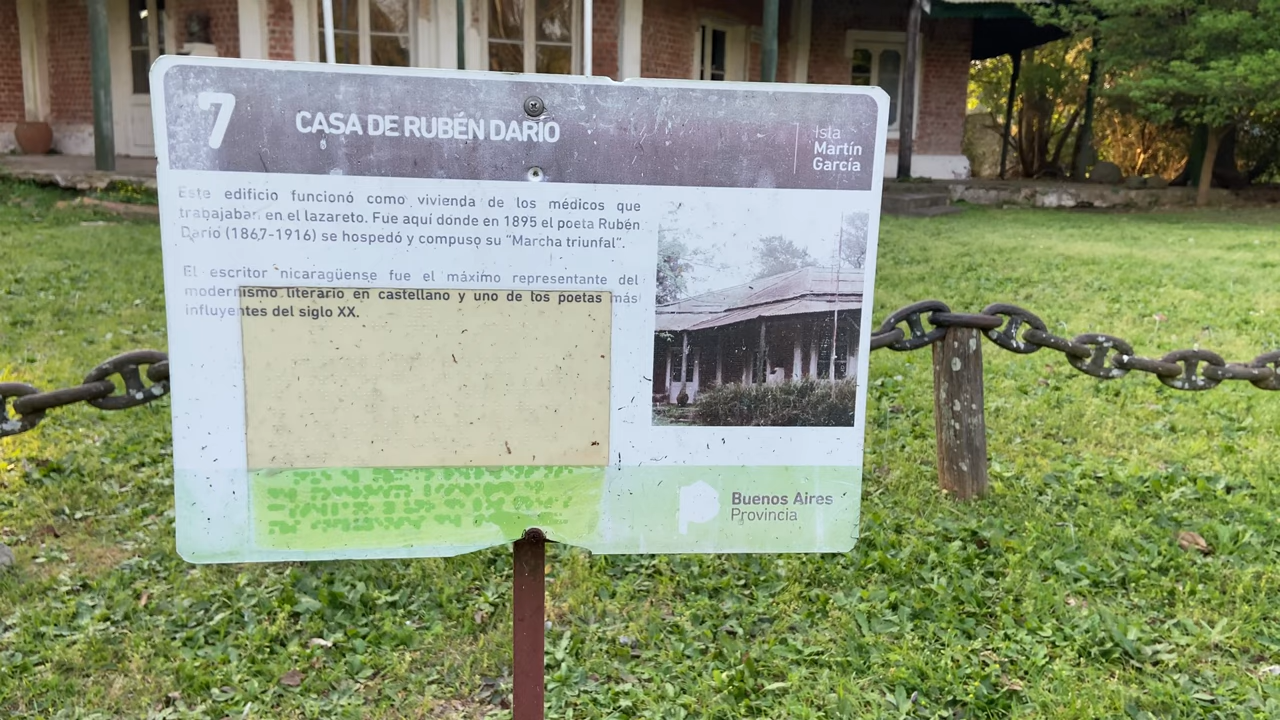 7
CASA DE RUBÉN DARÍO
Isla
Martín
García
Este edificio funcionó como vivienda de los médicos que
trabajaban en el lazareto. Fue aquí donde en 1895 el poeta Rubén
Darío (1867-1916) se hospedó y compuso su "Marcha triunfal".
El escritor nicaragüense fue el máximo representante del
modernismo literario en castellano y uno de los poetas más
influyentes del siglo XX.
Buenos Aires
Provincia